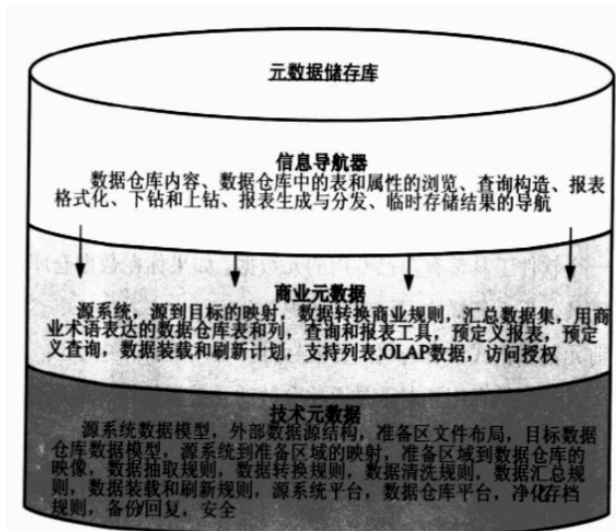 元数据储存库
信息导航器
数据仓库内容、数据仓库中的表和属性的浏览、查询构造、报表
格式化、下钻和上钻、报表生成与分发、临时存储结果的导航
商业元数据
源系统，源到目标的映射，数据转换商业规则，汇总数据集，用商
业术语表达的数据仓库表和列，查询和报表工具，预定义报表，预定
义查询，数据装载和刷新计划，支持列表,OLAP数据，访问授权
技术元数据
源系统数据模型，外部数据源结构，准备区文件布局，目标数据
仓库数据模型，源系统到准备区域的映射，准备区域到数据仓库的
映像，数据抽取规则，数据转换规则，数据清洗规则，数据汇总规
则，数据装载和刷新规则，源系统平台，数据仓库平台，净化存档
规则，备份/回复，安全